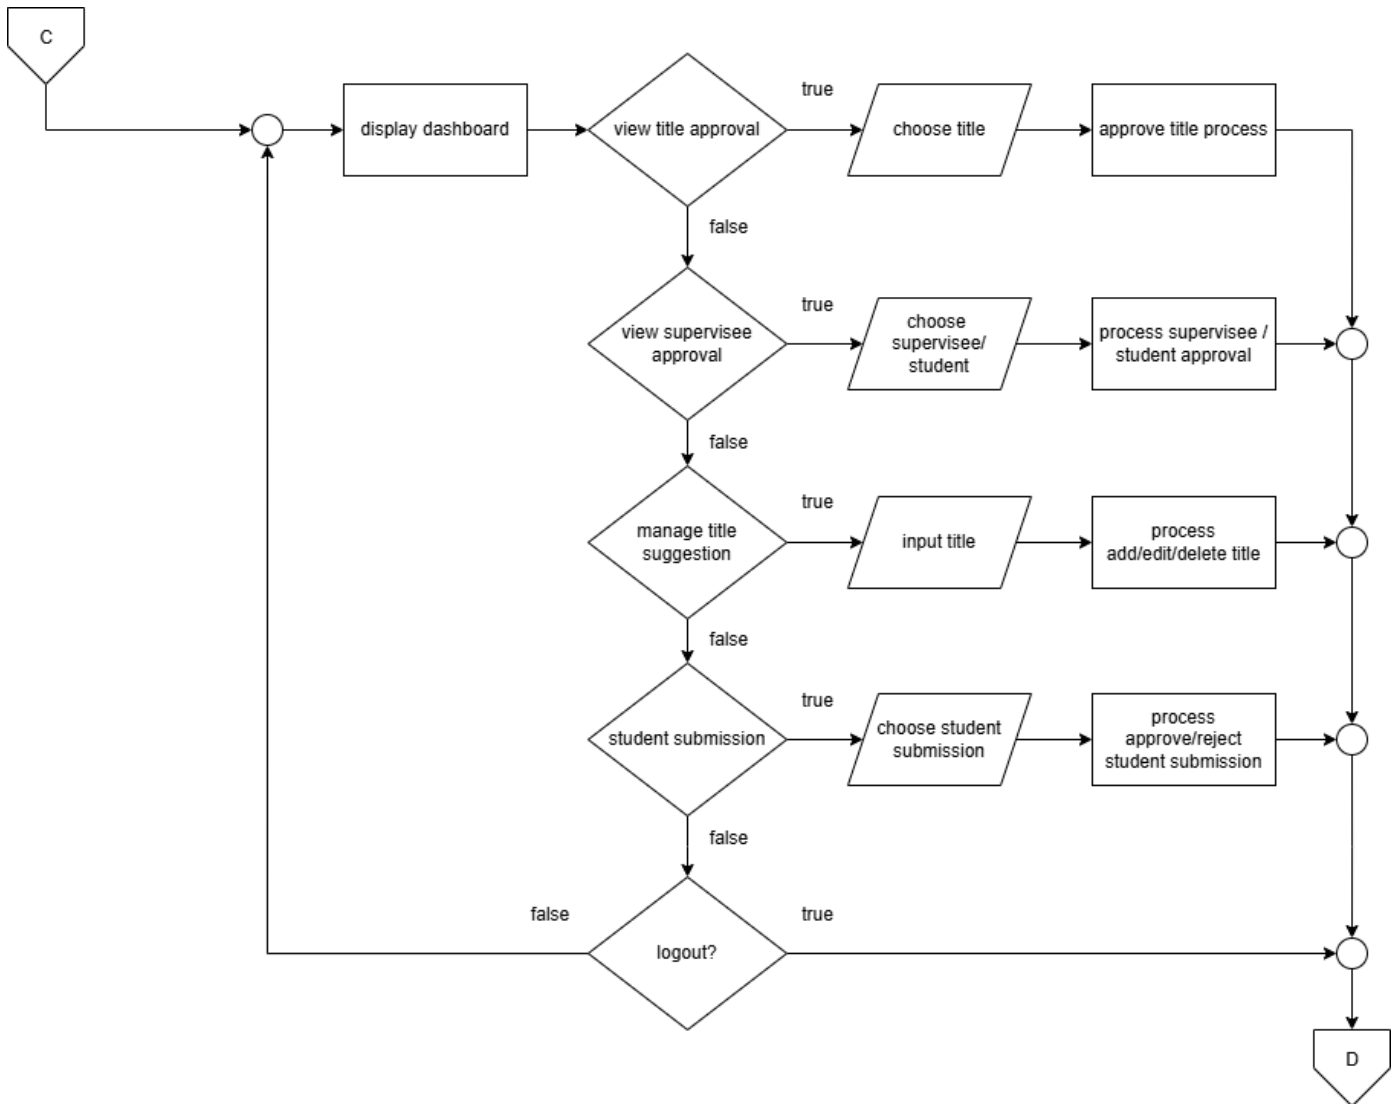 C
display dashboard
view title approval
true
choose title
approve title process
false
view supervisee
approval
true
choose
supervisee/
student
process supervisee /
student approval
false
manage title
suggestion
true
input title
process
add/edit/delete title
false
student submission
true
choose student
submission
process
approve/reject
student submission
false
false
logout?
true
D